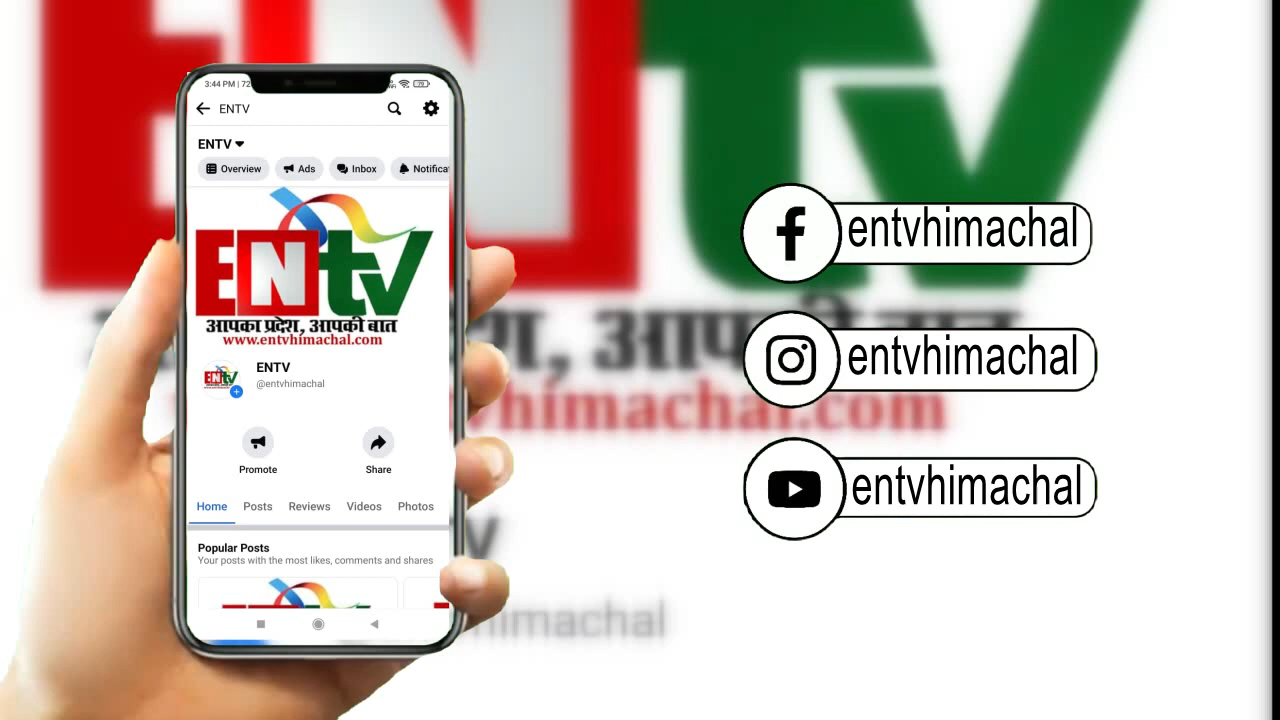 3:44 PM | 72
ENTV
ENTV
Overview
Ads
Inbox
Notifica
ENtv
आपका प्रदेश, आपकी बात
www.entvhimachal.com
ENTV
@entvhimachal
Promote
Share
Home
Posts
Reviews
Videos
Photos
Popular Posts
Your posts with the most likes, comments and shares
entvhimachal
entvhimachal
entvhimachal